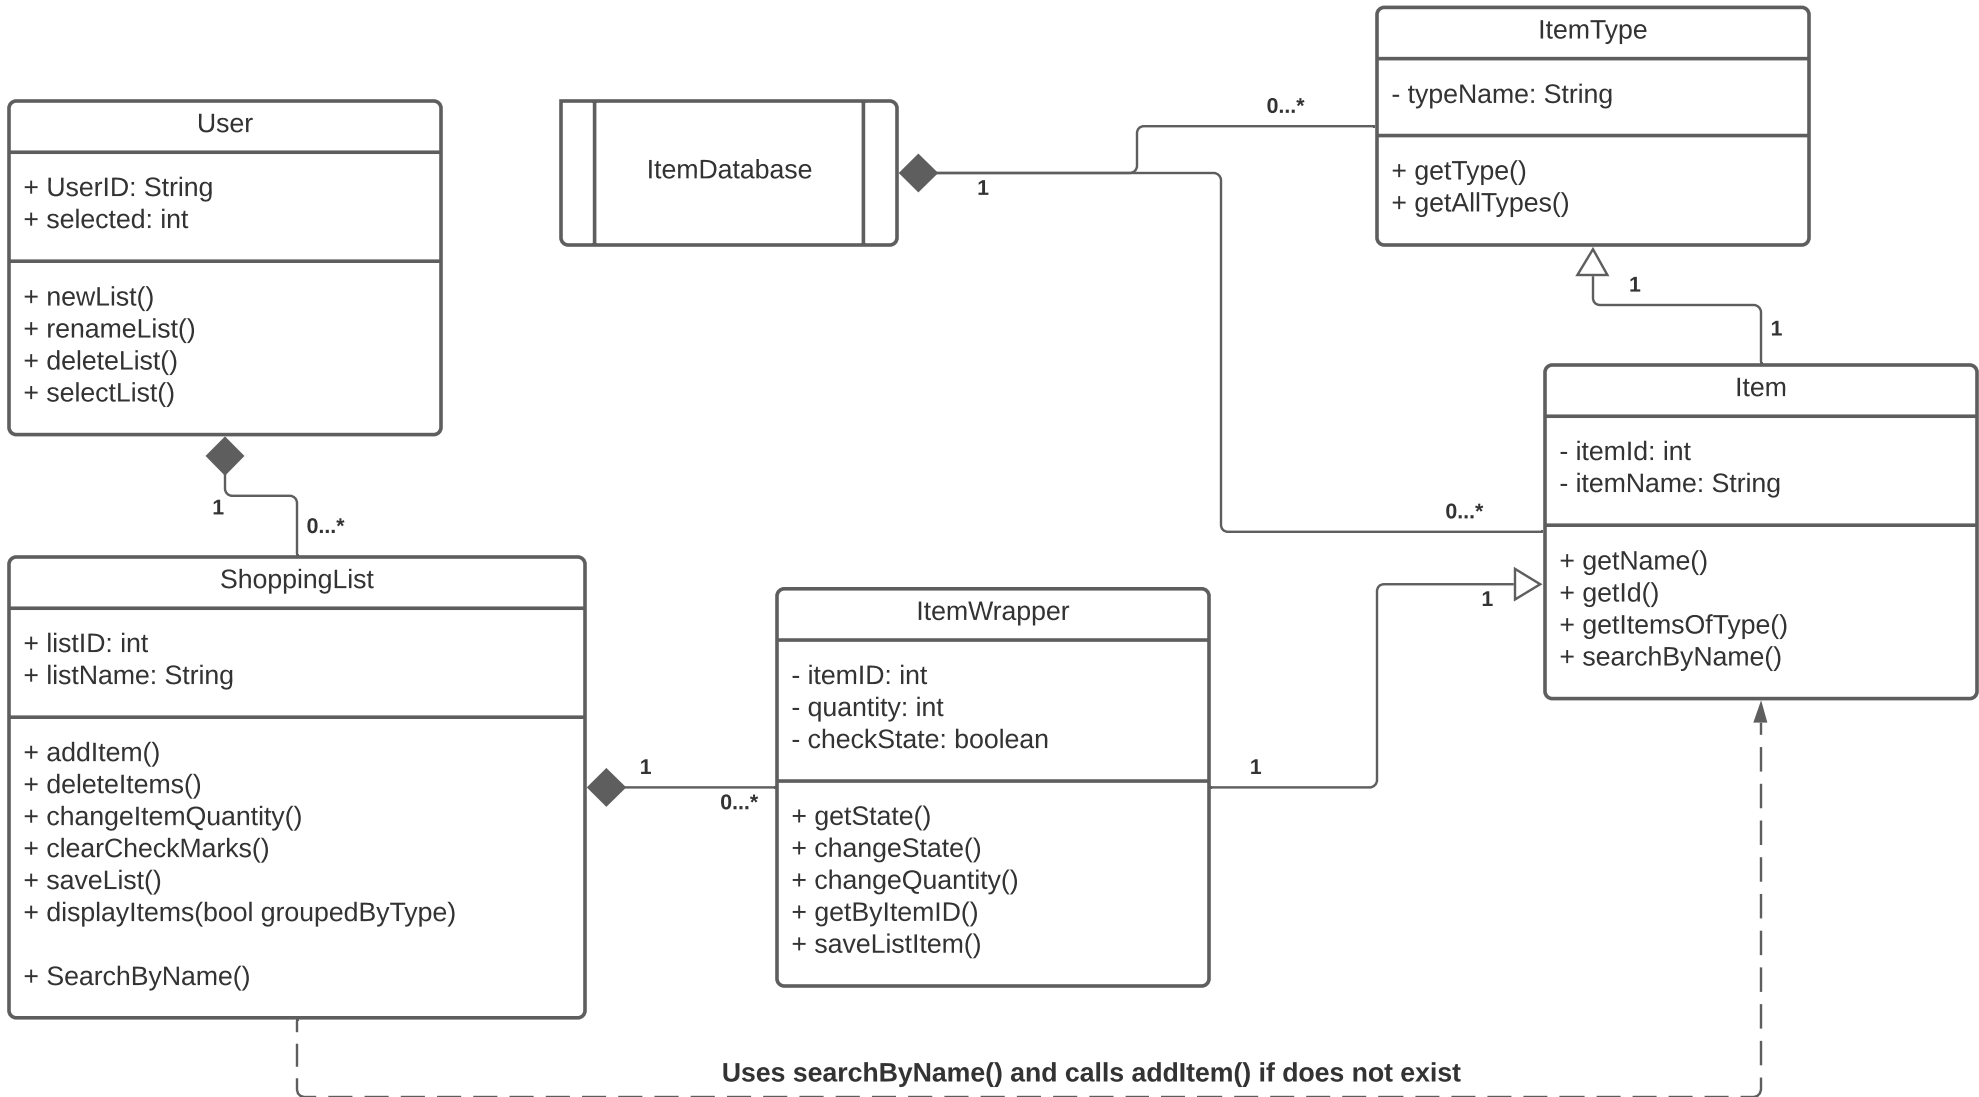 User
+ UserID: String
+ selected: int
+ newList()
+ renameList()
+ deleteList()
+ selectList()
1
0...*
ItemDatabase
1
0...*
0...*
ItemType
- typeName: String
+ getType()
+ getAllTypes()
1
1
Item
- itemId: int
- itemName: String
+ getName()
+ getId()
+ getItemsOfType()
+ searchByName()
ShoppingList
+ listID: int
+ listName: String
+ addItem()
+ deleteItems()
+ changeItemQuantity()
+ clearCheckMarks()
+ saveList()
+ displayItems(bool groupedByType)
+ SearchByName()
1
0...*
ItemWrapper
- itemID: int
- quantity: int
- checkState: boolean
+ getState()
+ changeState()
+ changeQuantity()
+ getByItemID()
+ saveListItem()
1
1
Uses searchByName() and calls addItem() if does not exist